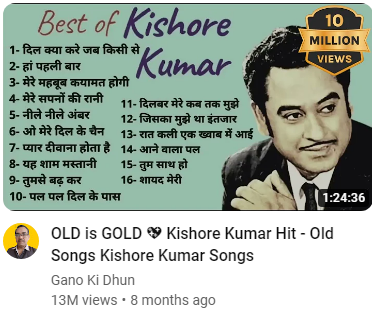 Best of Kishore
Kumar
10
MILLION
VIEWS
1- दिल क्या करे जब किसी से
2- हां पहली बार
3- मेरे महबूब कयामत होगी
4- मेरे सपनों की रानी
5- नीले नीले अंबर
6- ओ मेरे दिल के चैन
7- प्यार दीवाना होता है
8- यह शाम मस्तानी
9- तुमसे बढ़ कर
10- पल पल दिल के पास
11- दिलबर मेरे कब तक मुझे
12- जिसका मुझे था इंतजार
13- रात कली एक ख्वाब में आई
14- आने वाला पल
15- तुम साथ हो
16- शायद मेरी
1:24:36
OLD is GOLD 💖 Kishore Kumar Hit - Old
Songs Kishore Kumar Songs
Gano Ki Dhun
13M views • 8 months ago